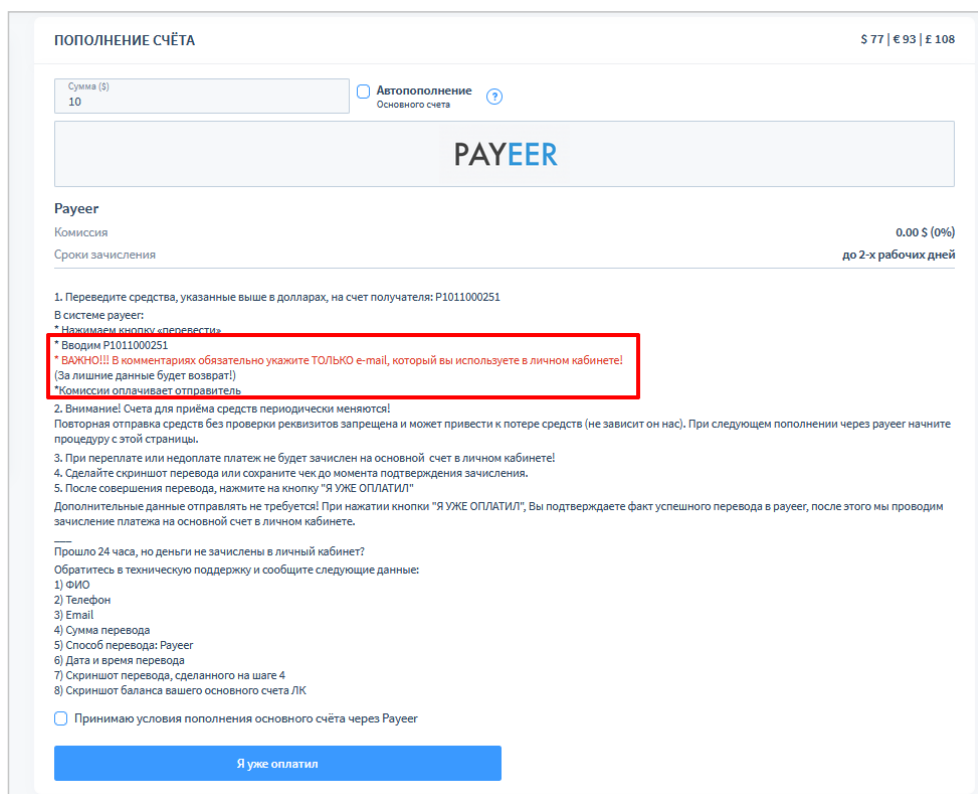 ПОПОЛНЕНИЕ СЧЁТА
$ 77 | € 93 | £ 108
Сумма ($)
10
Автопополнение
Основного счета
?
PAYEER
Payeer
Комиссия
0.00 $ (0%)
Сроки зачисления
до 2-х рабочих дней
1. Переведите средства, указанные выше в долларах, на счет получателя: P1011000251
В системе payeer:
* Нажимаем кнопку «перевести»
* Вводим P1011000251
* ВАЖНО!!! В комментариях обязательно укажите ТОЛЬКО e-mail, который вы используете в личном кабинете!
(За лишние данные будет возврат!)
*Комиссии оплачивает отправитель
2. Внимание! Счета для приёма средств периодически меняются!
Повторная отправка средств без проверки реквизитов запрещена и может привести к потере средств (не зависит он нас). При следующем пополнении через payeer начните
процедуру с этой страницы.
3. При переплате или недоплате платеж не будет зачислен на основной счет в личном кабинете!
4. Сделайте скриншот перевода или сохраните чек до момента подтверждения зачисления.
5. После совершения перевода, нажмите на кнопку "Я УЖЕ ОПЛАТИЛ"
Дополнительные данные отправлять не требуется! При нажатии кнопки "Я УЖЕ ОПЛАТИЛ", Вы подтверждаете факт успешного перевода в payeer, после этого мы проводим
зачисление платежа на основной счет в личном кабинете.
___
Прошло 24 часа, но деньги не зачислены в личный кабинет?
Обратитесь в техническую поддержку и сообщите следующие данные:
1) ФИО
2) Телефон
3) Email
4) Сумма перевода
5) Способ перевода: Payeer
6) Дата и время перевода
7) Скриншот перевода, сделанного на шаге 4
8) Скриншот баланса вашего основного счета ЛК
Принимаю условия пополнения основного счёта через Payeer
Я уже оплатил